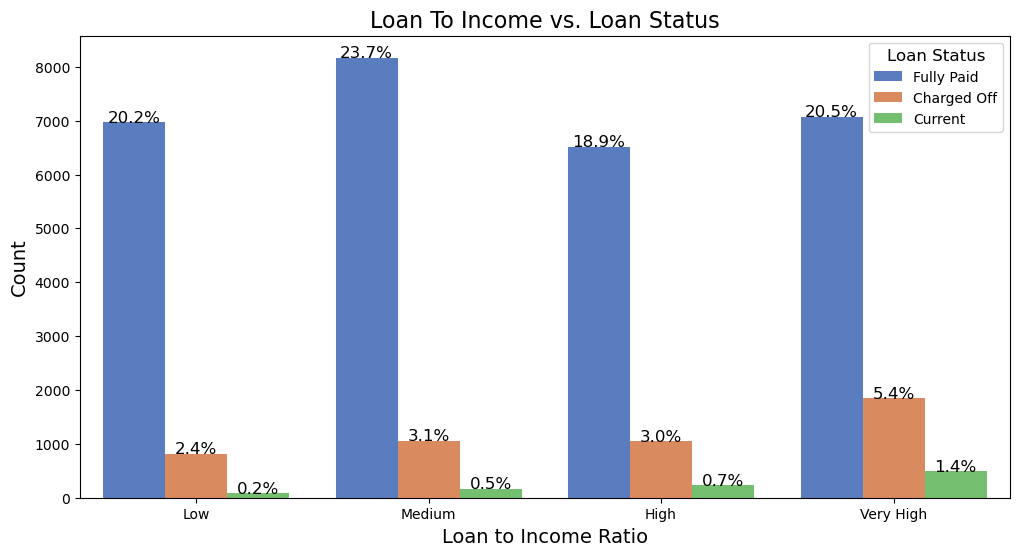 Loan To Income vs. Loan Status
Loan Status
Fully Paid
Charged Off
Current
Count
8000
7000
6000
5000
4000
3000
2000
1000
0
20.2%
2.4%
0.2%
23.7%
3.1%
0.5%
18.9%
3.0%
0.7%
20.5%
5.4%
1.4%
Low
Medium
High
Very High
Loan to Income Ratio